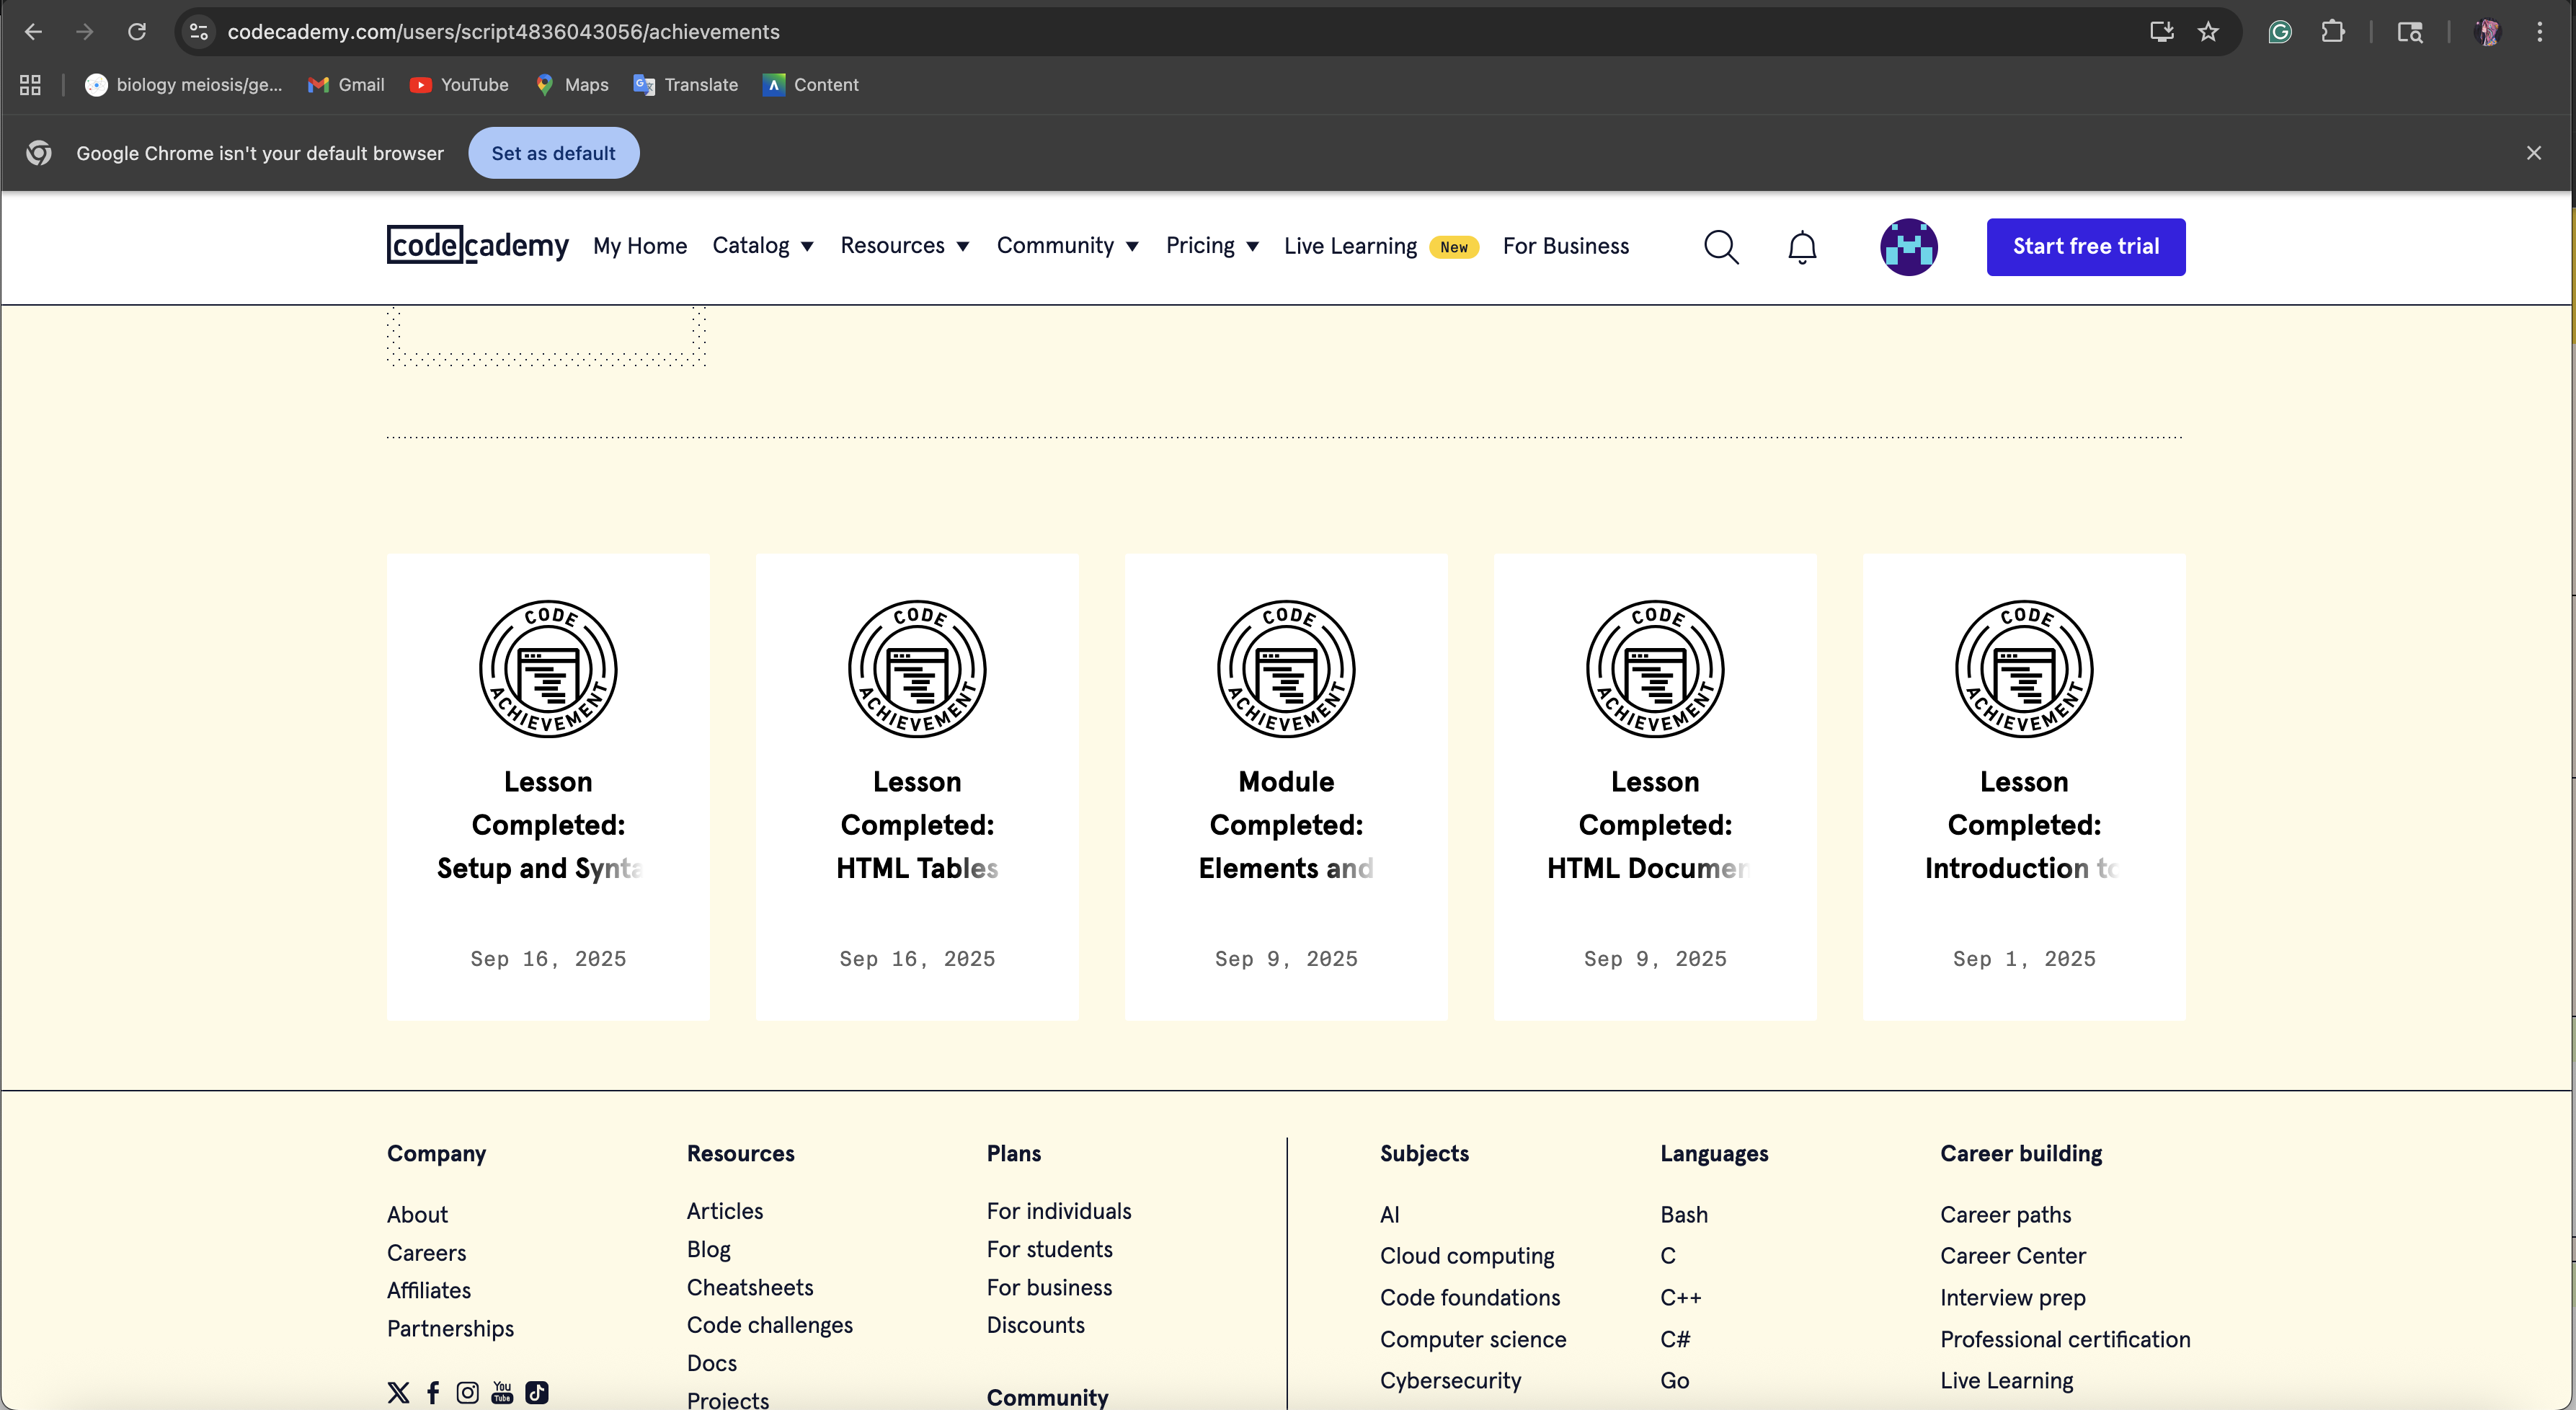 codecademy.com/users/script4836043056/achievements
biology meiosis/ge... Gmail YouTube Maps Translate Content
Google Chrome isn't your default browser Set as default
codecademy My Home Catalog Resources Community Pricing Live Learning New For Business Start free trial
CODE ACHIEVEMENT
Lesson
Completed:
Setup and Synta
Sep 16, 2025
CODE ACHIEVEMENT
Lesson
Completed:
HTML Tables
Sep 16, 2025
CODE ACHIEVEMENT
Module
Completed:
Elements and
Sep 9, 2025
CODE ACHIEVEMENT
Lesson
Completed:
HTML Documen
Sep 9, 2025
CODE ACHIEVEMENT
Lesson
Completed:
Introduction to
Sep 1, 2025
Company
About
Careers
Affiliates
Partnerships
You
Tube
Resources
Articles
Blog
Cheatsheets
Code challenges
Docs
Projects
Plans
For individuals
For students
For business
Discounts
Community
Subjects
AI
Cloud computing
Code foundations
Computer science
Cybersecurity
Languages
Bash
C
C++
C#
Go
Career building
Career paths
Career Center
Interview prep
Professional certification
Live Learning